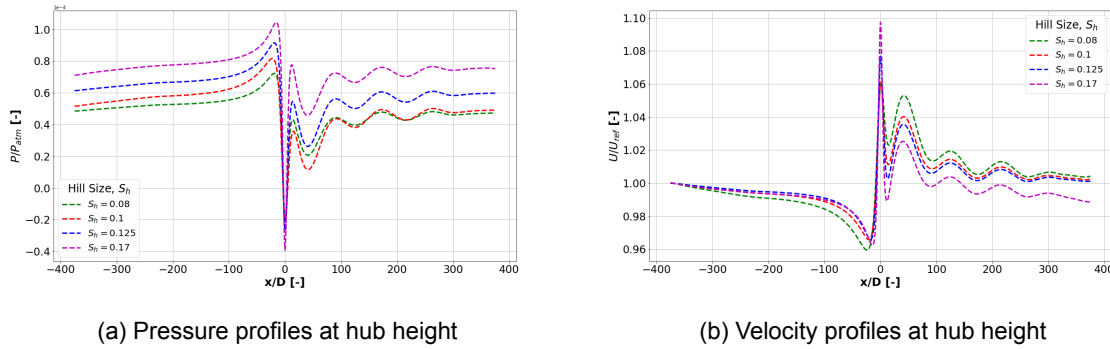 1e-4
1.0
0.8
0.6
0.4
0.2
0.0
−0.2
−0.4
P/P_atm [-]
Hill Size, S_h
S_h = 0.08
S_h = 0.1
S_h = 0.125
S_h = 0.17
−400 −300 −200 −100 0 100 200 300 400
x/D [-]
(a) Pressure profiles at hub height
1.10
1.08
1.06
1.04
1.02
1.00
0.98
0.96
U/U_ref [-]
Hill Size, S_h
S_h = 0.08
S_h = 0.1
S_h = 0.125
S_h = 0.17
−400 −300 −200 −100 0 100 200 300 400
x/D [-]
(b) Velocity profiles at hub height